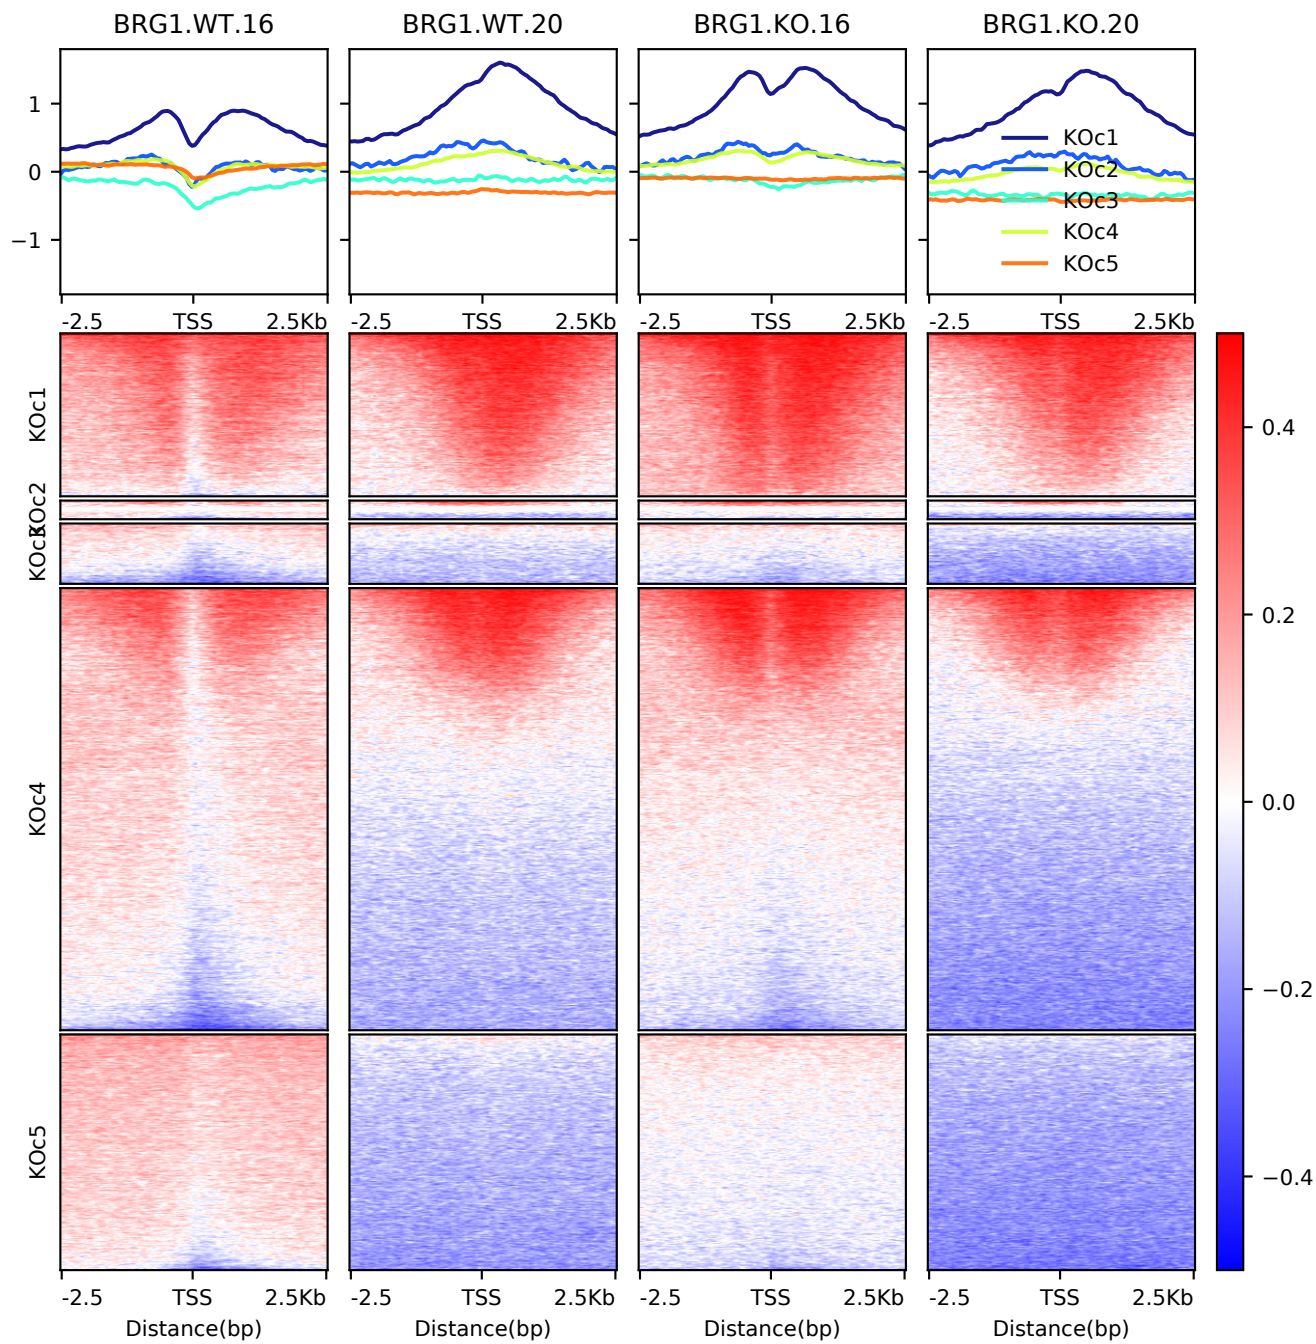 BRG1.WT.16 BRG1.WT.20 BRG1.KO.16 BRG1.KO.20
1
0
−1
KOc1
KOc2
KOc3
KOc4
KOc5
-2.5 TSS 2.5Kb -2.5 TSS 2.5Kb -2.5 TSS 2.5Kb -2.5 TSS 2.5Kb
KOc1
KOc2
KOc3
KOc4
KOc5
0.4
0.2
0.0
−0.2
−0.4
-2.5 TSS 2.5Kb -2.5 TSS 2.5Kb -2.5 TSS 2.5Kb -2.5 TSS 2.5Kb
Distance(bp) Distance(bp) Distance(bp) Distance(bp)